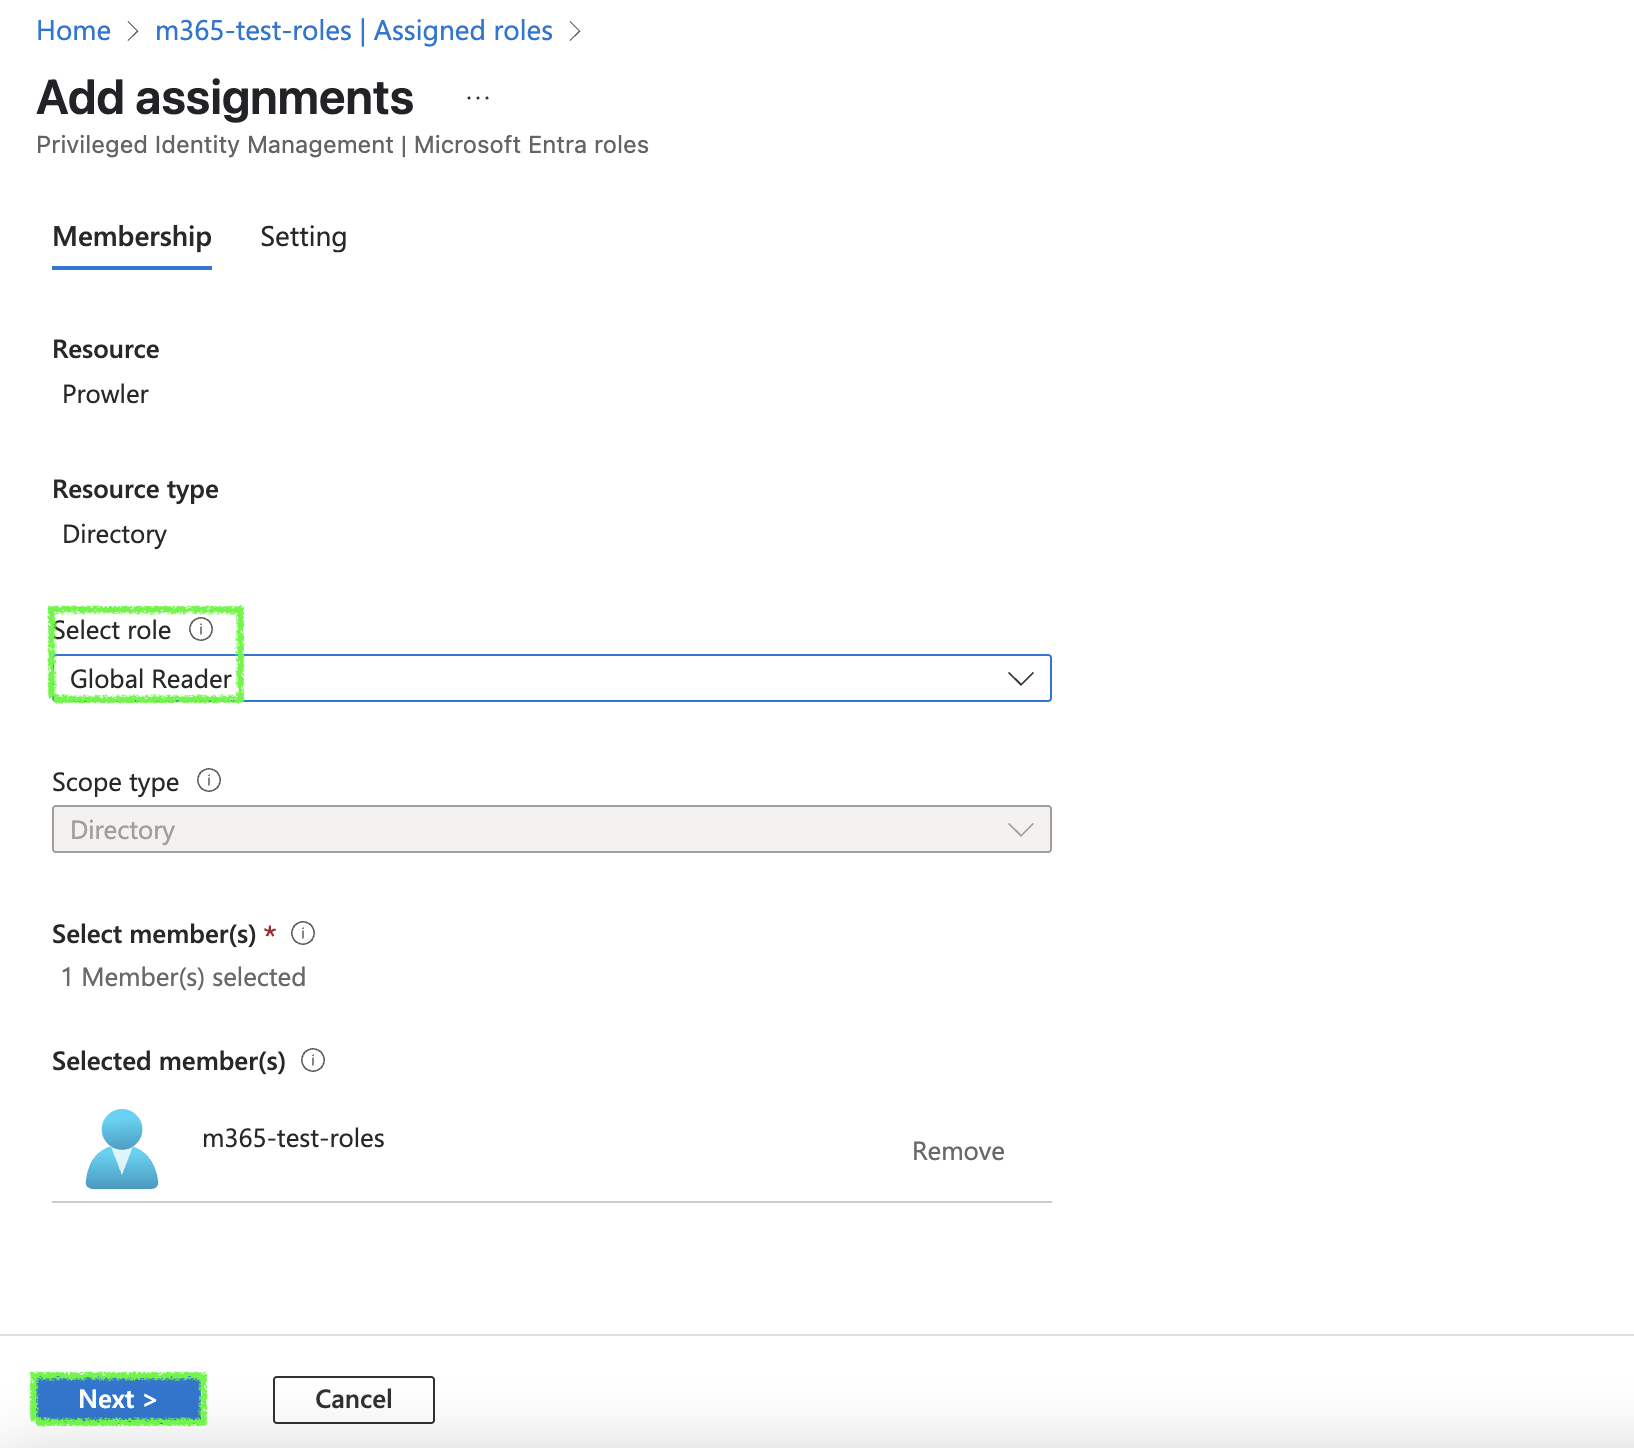 Home > m365-test-roles | Assigned roles >
Add assignments ...
Privileged Identity Management | Microsoft Entra roles
Membership Setting
Resource
Prowler
Resource type
Directory
Select role
Global Reader
Scope type
Directory
Select member(s) *
1 Member(s) selected
Selected member(s)
m365-test-roles
Remove
Next > Cancel